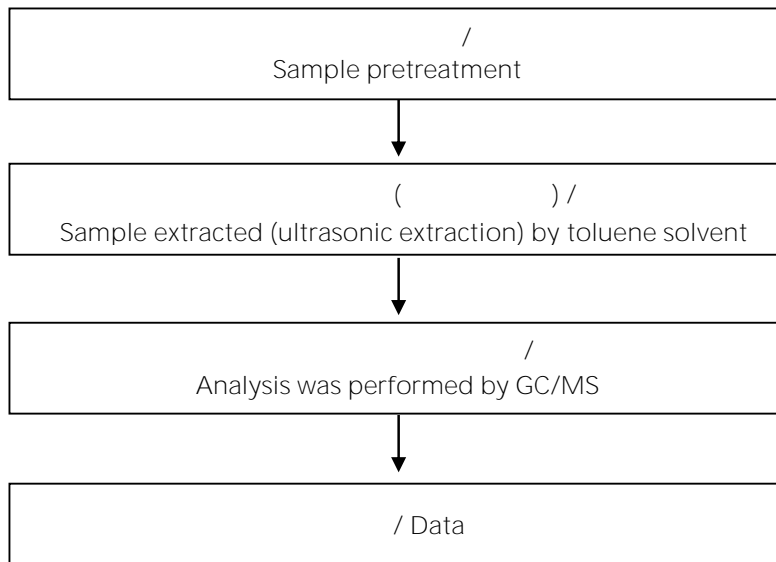 /
Sample pretreatment
( ) /
Sample extracted (ultrasonic extraction) by toluene solvent
/
Analysis was performed by GC/MS
/ Data